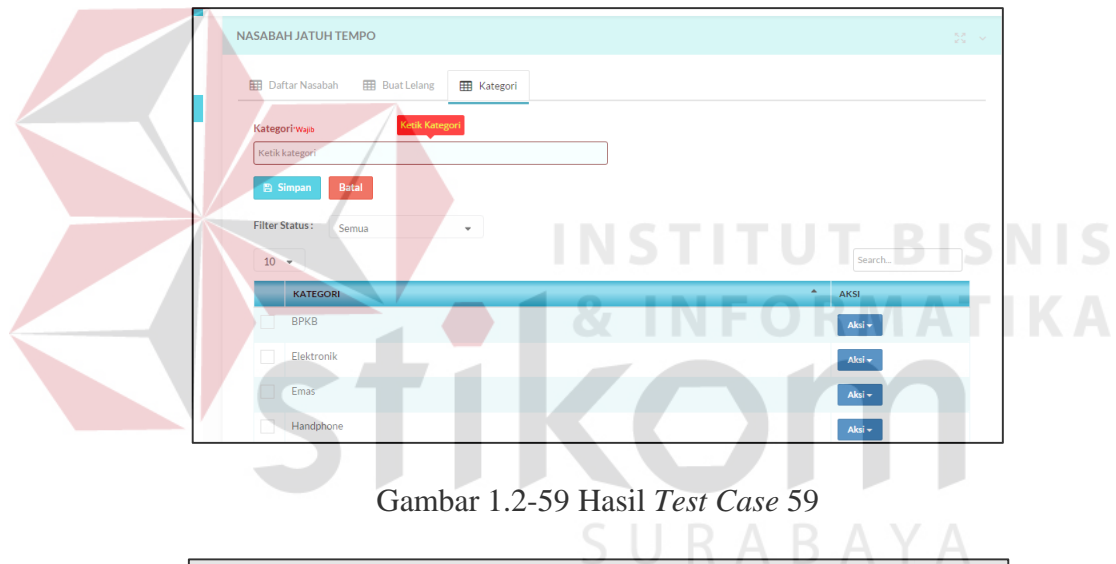 NASABAH JATUH TEMPO
Daftar Nasabah Buat Lelang Kategori
Kategori*Wajib Ketik Kategori
Ketik kategori
Simpan Batal
Filter Status : Semua
10 Search...
KATEGORI AKSI
BPKB Aksi
Elektronik Aksi
Emas Aksi
Handphone Aksi
INSTITUT BISNIS
& INFORMATIKA
stikom
SURABAYA
Gambar 1.2-59 Hasil Test Case 59